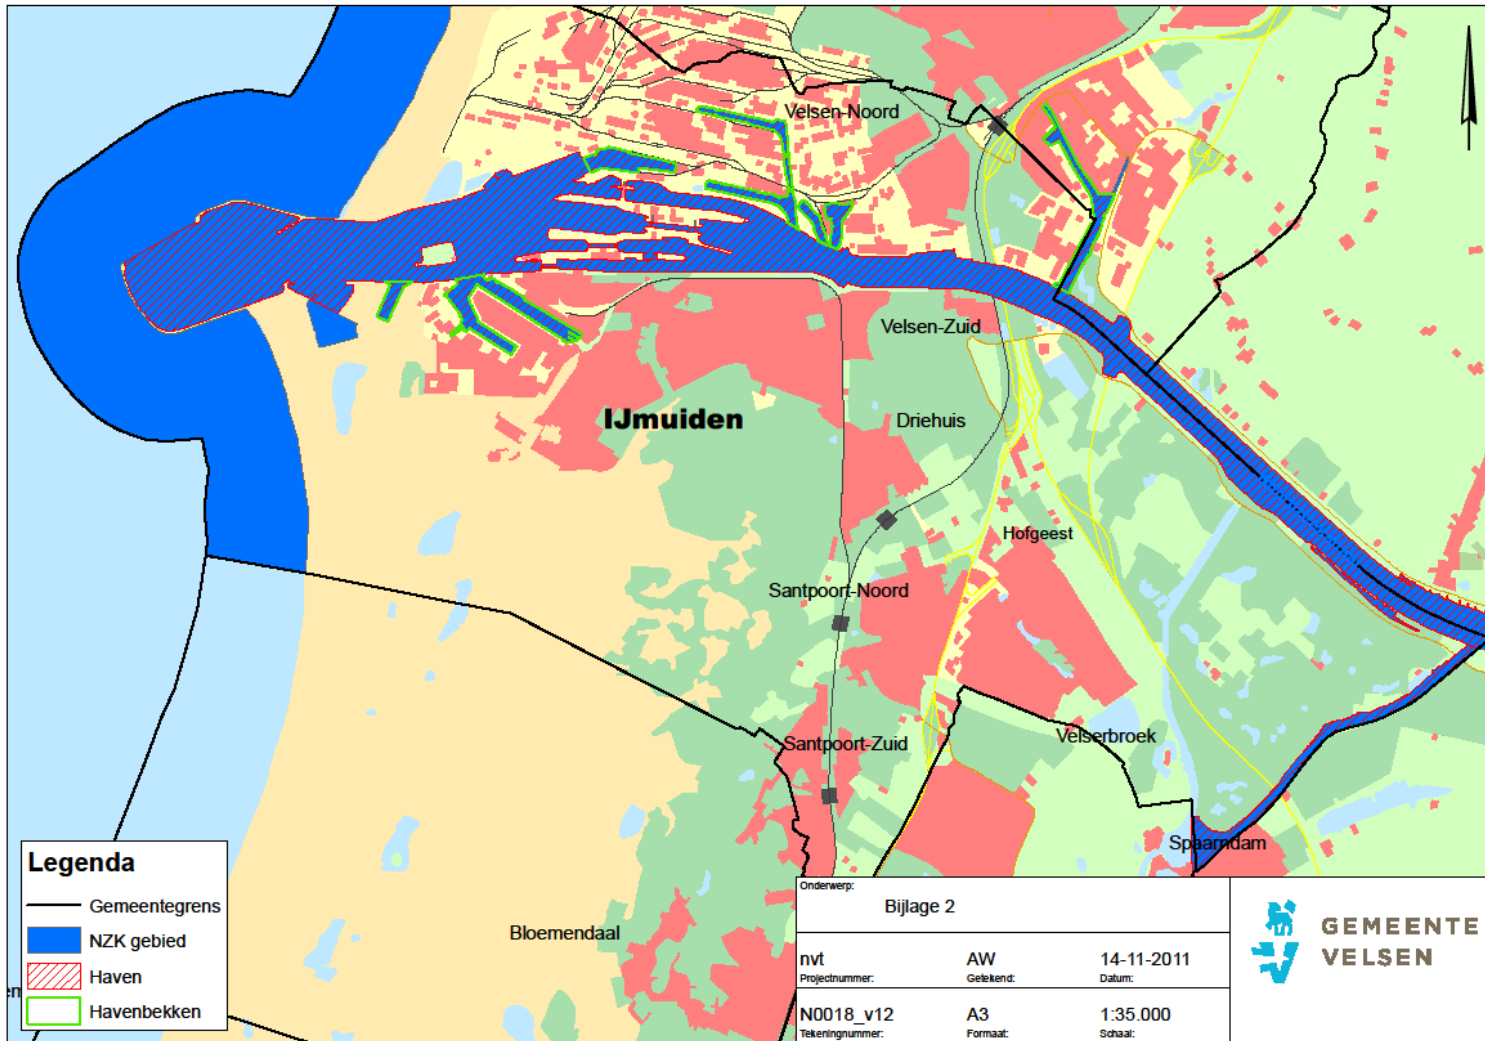 Velsen-Noord
Velsen-Zuid
IJmuiden
Driehuis
Hofgeest
Santpoort-Noord
Santpoort-Zuid
Velserbroek
Spaarndam
Bloemendaal
Legenda
Gemeentegrens
NZK gebied
Haven
Havenbekken
Onderwerp:
Bijlage 2
nvt AW 14-11-2011
Projectnummer: Getekend: Datum:
N0018_v12 A3 1:35.000
Tekeningnummer: Formaat: Schaal:
GEMEENTE
VELSEN